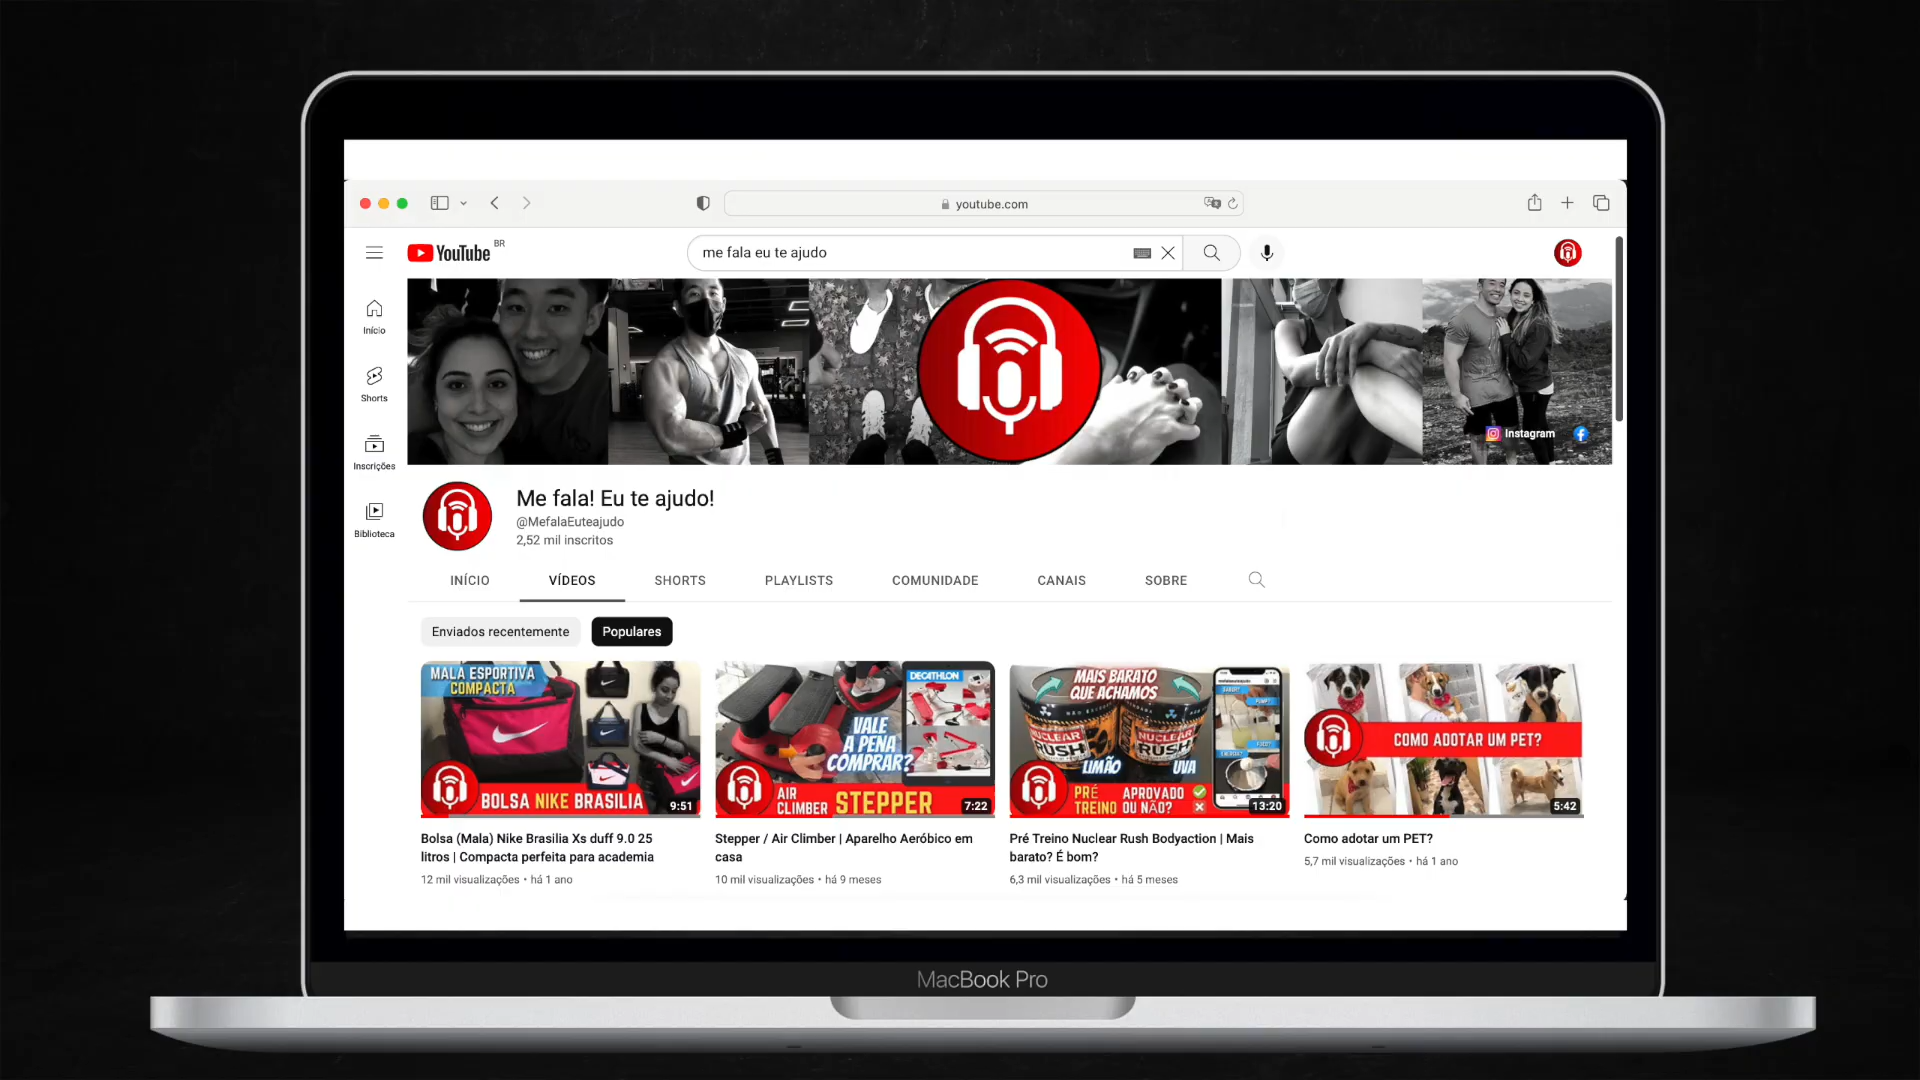 youtube.com
YouTube BR
me fala eu te ajudo
Início
Shorts
Inscrições
Biblioteca
Instagram
Me fala! Eu te ajudo!
@MefalaEuteajudo
2,52 mil inscritos
INÍCIO VÍDEOS SHORTS PLAYLISTS COMUNIDADE CANAIS SOBRE
Enviados recentemente Populares
MALA ESPORTIVA
COMPACTA
BOLSA NIKE BRASILIA
9:51
DECATHLON
VALE
A PENA
COMPRAR?
AIR
CLIMBER STEPPER
7:22
MAIS BARATO
QUE ACHAMOS
NUCLEAR
RUSH
NUCLEAR
RUSH
LIMÃO UVA
PRÉ
TREINO
APROVADO
OU NÃO?
13:20
COMO ADOTAR UM PET?
5:42
Bolsa (Mala) Nike Brasilia Xs duff 9.0 25
litros | Compacta perfeita para academia
12 mil visualizações • há 1 ano
Stepper / Air Climber | Aparelho Aeróbico em
casa
10 mil visualizações • há 9 meses
Pré Treino Nuclear Rush Bodyaction | Mais
barato? É bom?
6,3 mil visualizações • há 5 meses
Como adotar um PET?
5,7 mil visualizações • há 1 ano
MacBook Pro